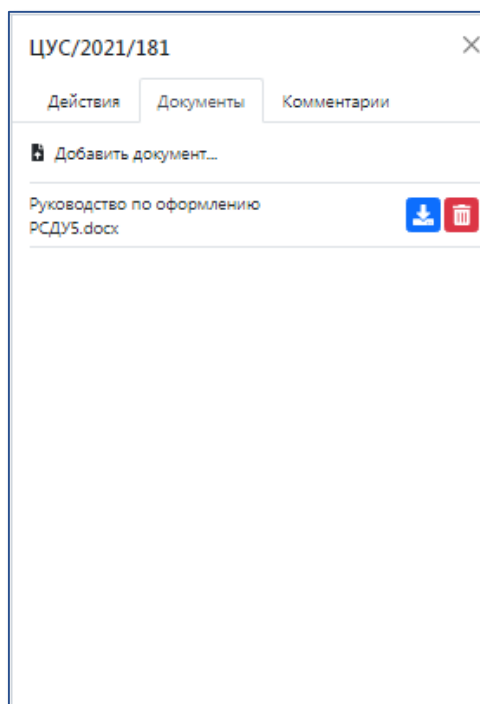 ЦУС/2021/181
Действия
Документы
Комментарии
Добавить документ...
Руководство по оформлению
РСДУ5.docx